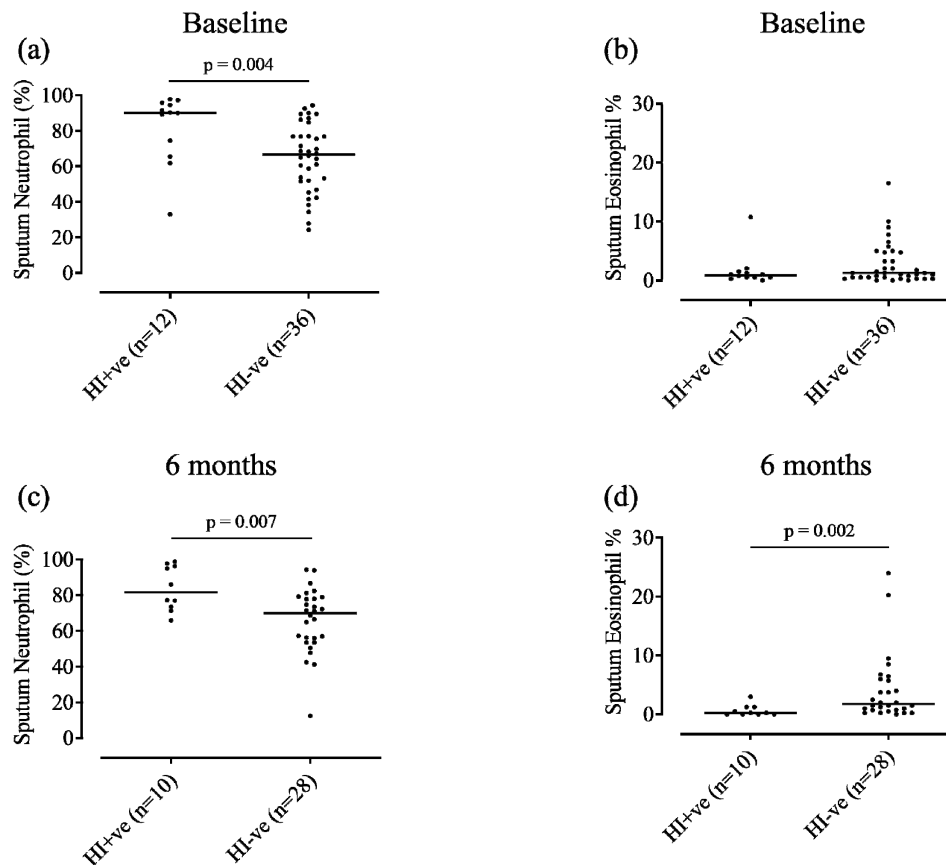 Baseline
(a)
p = 0.004
Sputum Neutrophil (%)
100
80
60
40
20
0
HI+ve (n=12)
HI-ve (n=36)
Baseline
(b)
Sputum Eosinophil %
30
20
10
0
HI+ve (n=12)
HI-ve (n=36)
6 months
(c)
p = 0.007
Sputum Neutrophil (%)
100
80
60
40
20
0
HI+ve (n=10)
HI-ve (n=28)
6 months
(d)
p = 0.002
Sputum Eosinophil %
30
20
10
0
HI+ve (n=10)
HI-ve (n=28)